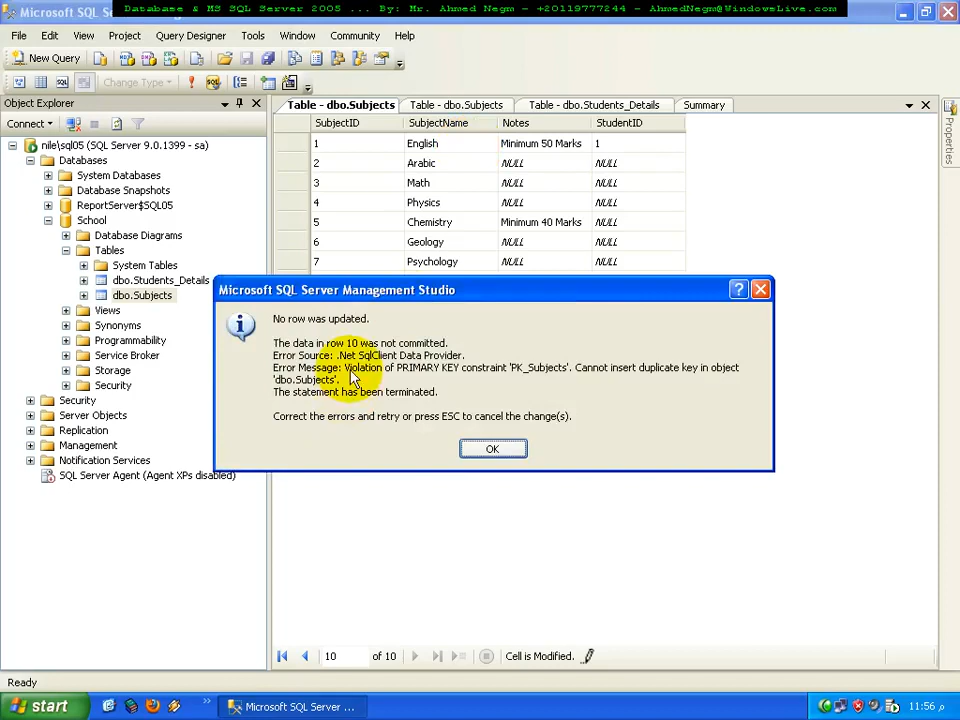 Microsoft SQL Ser
Database & MS SQL Server 2005 ... By: Mr. Ahmed Negm - +20119777244 - AhmedNegm@WindowsLive.com
File Edit View Project Query Designer Tools Window Community Help
New Query
Change Type
Object Explorer
Table - dbo.Subjects Table - dbo.Subjects Table - dbo.Students_Details Summary
Connect
Properties
SubjectID SubjectName Notes StudentID
1 English Minimum 50 Marks 1
2 Arabic NULL NULL
3 Math NULL NULL
4 Physics NULL NULL
5 Chemistry Minimum 40 Marks NULL
6 Geology NULL NULL
7 Psychology NULL NULL
nile\sql05 (SQL Server 9.0.1399 - sa)
Databases
System Databases
Database Snapshots
ReportServer$SQL05
School
Database Diagrams
Tables
System Tables
dbo.Students_Details
dbo.Subjects
Views
Synonyms
Programmability
Service Broker
Storage
Security
Security
Server Objects
Replication
Management
Notification Services
SQL Server Agent (Agent XPs disabled)
Microsoft SQL Server Management Studio
No row was updated.
The data in row 10 was not committed.
Error Source: .Net SqlClient Data Provider.
Error Message: Violation of PRIMARY KEY constraint 'PK_Subjects'. Cannot insert duplicate key in object
'dbo.Subjects'.
The statement has been terminated.
Correct the errors and retry or press ESC to cancel the change(s).
OK
10 of 10 Cell is Modified.
Ready
start
Microsoft SQL Server ...
11:56 م